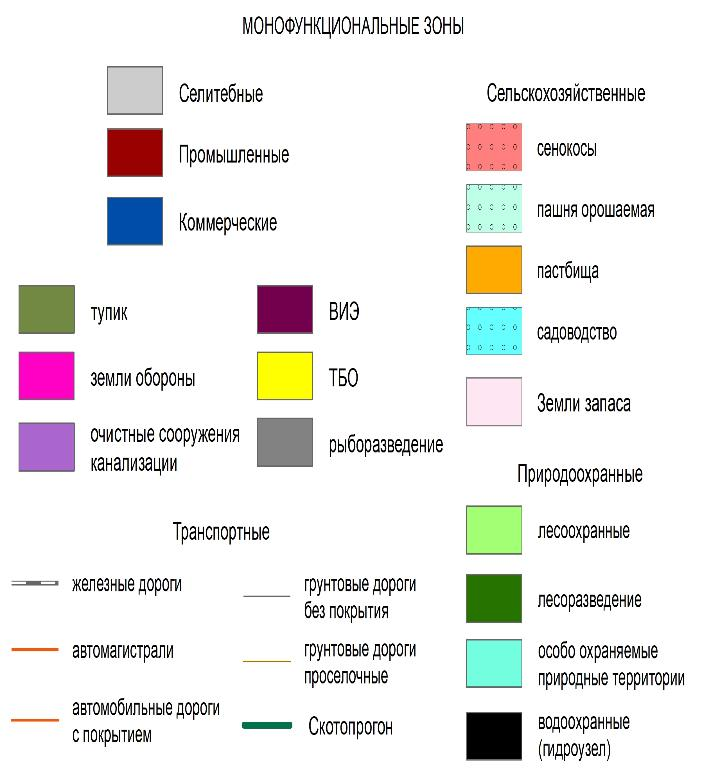 МОНОФУНКЦИОНАЛЬНЫЕ ЗОНЫ
Селитебные
Промышленные
Коммерческие
тупик
земли обороны
очистные сооружения
канализации
ВИЭ
ТБО
рыборазведение
Сельскохозяйственные
сенокосы
пашня орошаемая
пастбища
садоводство
Земли запаса
Природоохранные
лесоохранные
лесоразведение
особо охраняемые
природные территории
водоохранные
(гидроузел)
Транспортные
железные дороги
автомагистрали
автомобильные дороги
с покрытием
грунтовые дороги
без покрытия
грунтовые дороги
проселочные
Скотопрогон